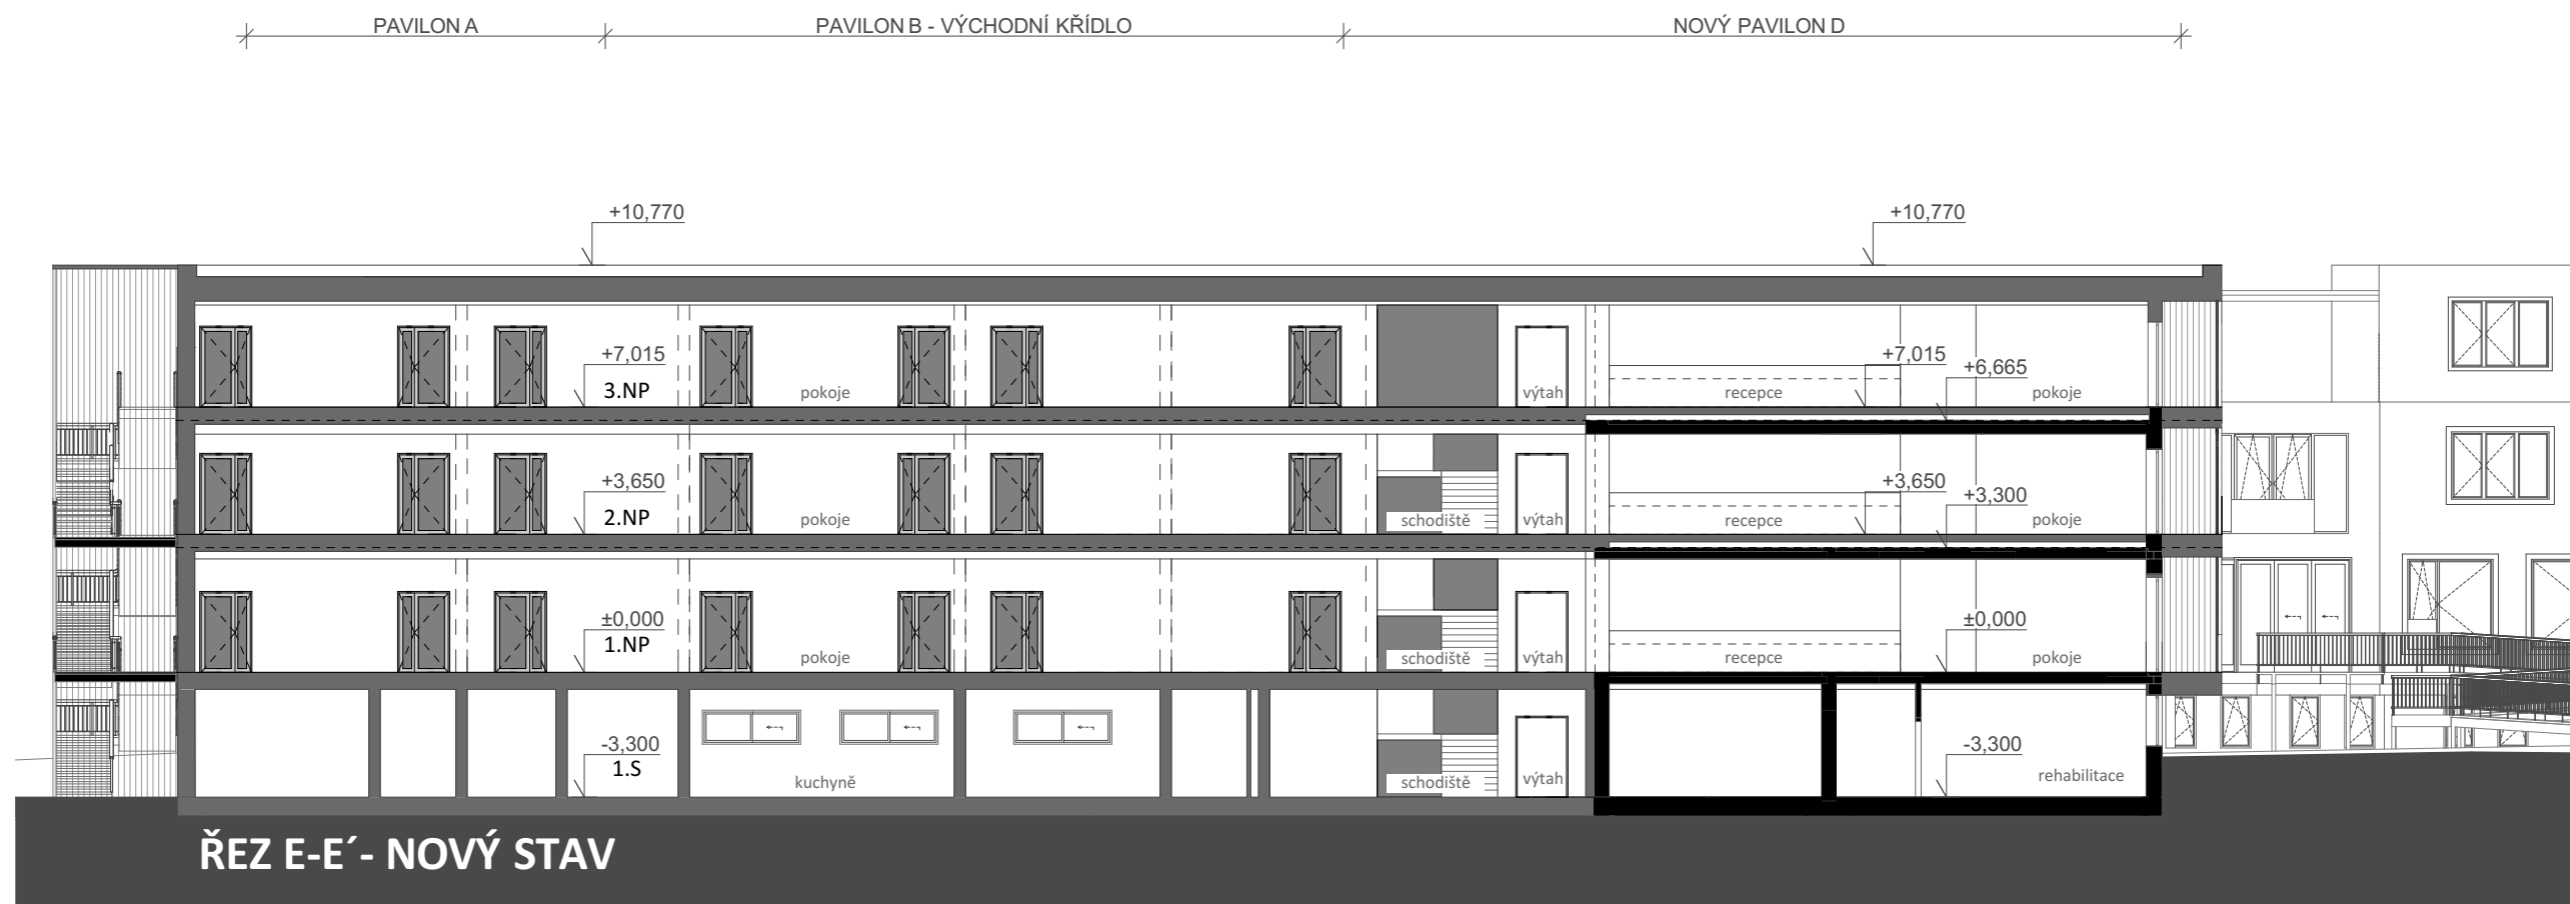 PAVILON A
PAVILON B - VÝCHODNÍ KŘÍDLO
NOVÝ PAVILON D
+10,770
+10,770
+7,015
3.NP
pokoje
výtah
recepce
+7,015
+6,665
pokoje
+3,650
2.NP
pokoje
schodiště
výtah
recepce
+3,650
+3,300
pokoje
±0,000
1.NP
pokoje
schodiště
výtah
recepce
±0,000
pokoje
-3,300
1.S
kuchyně
schodiště
výtah
-3,300
rehabilitace
ŘEZ E-E´- NOVÝ STAV